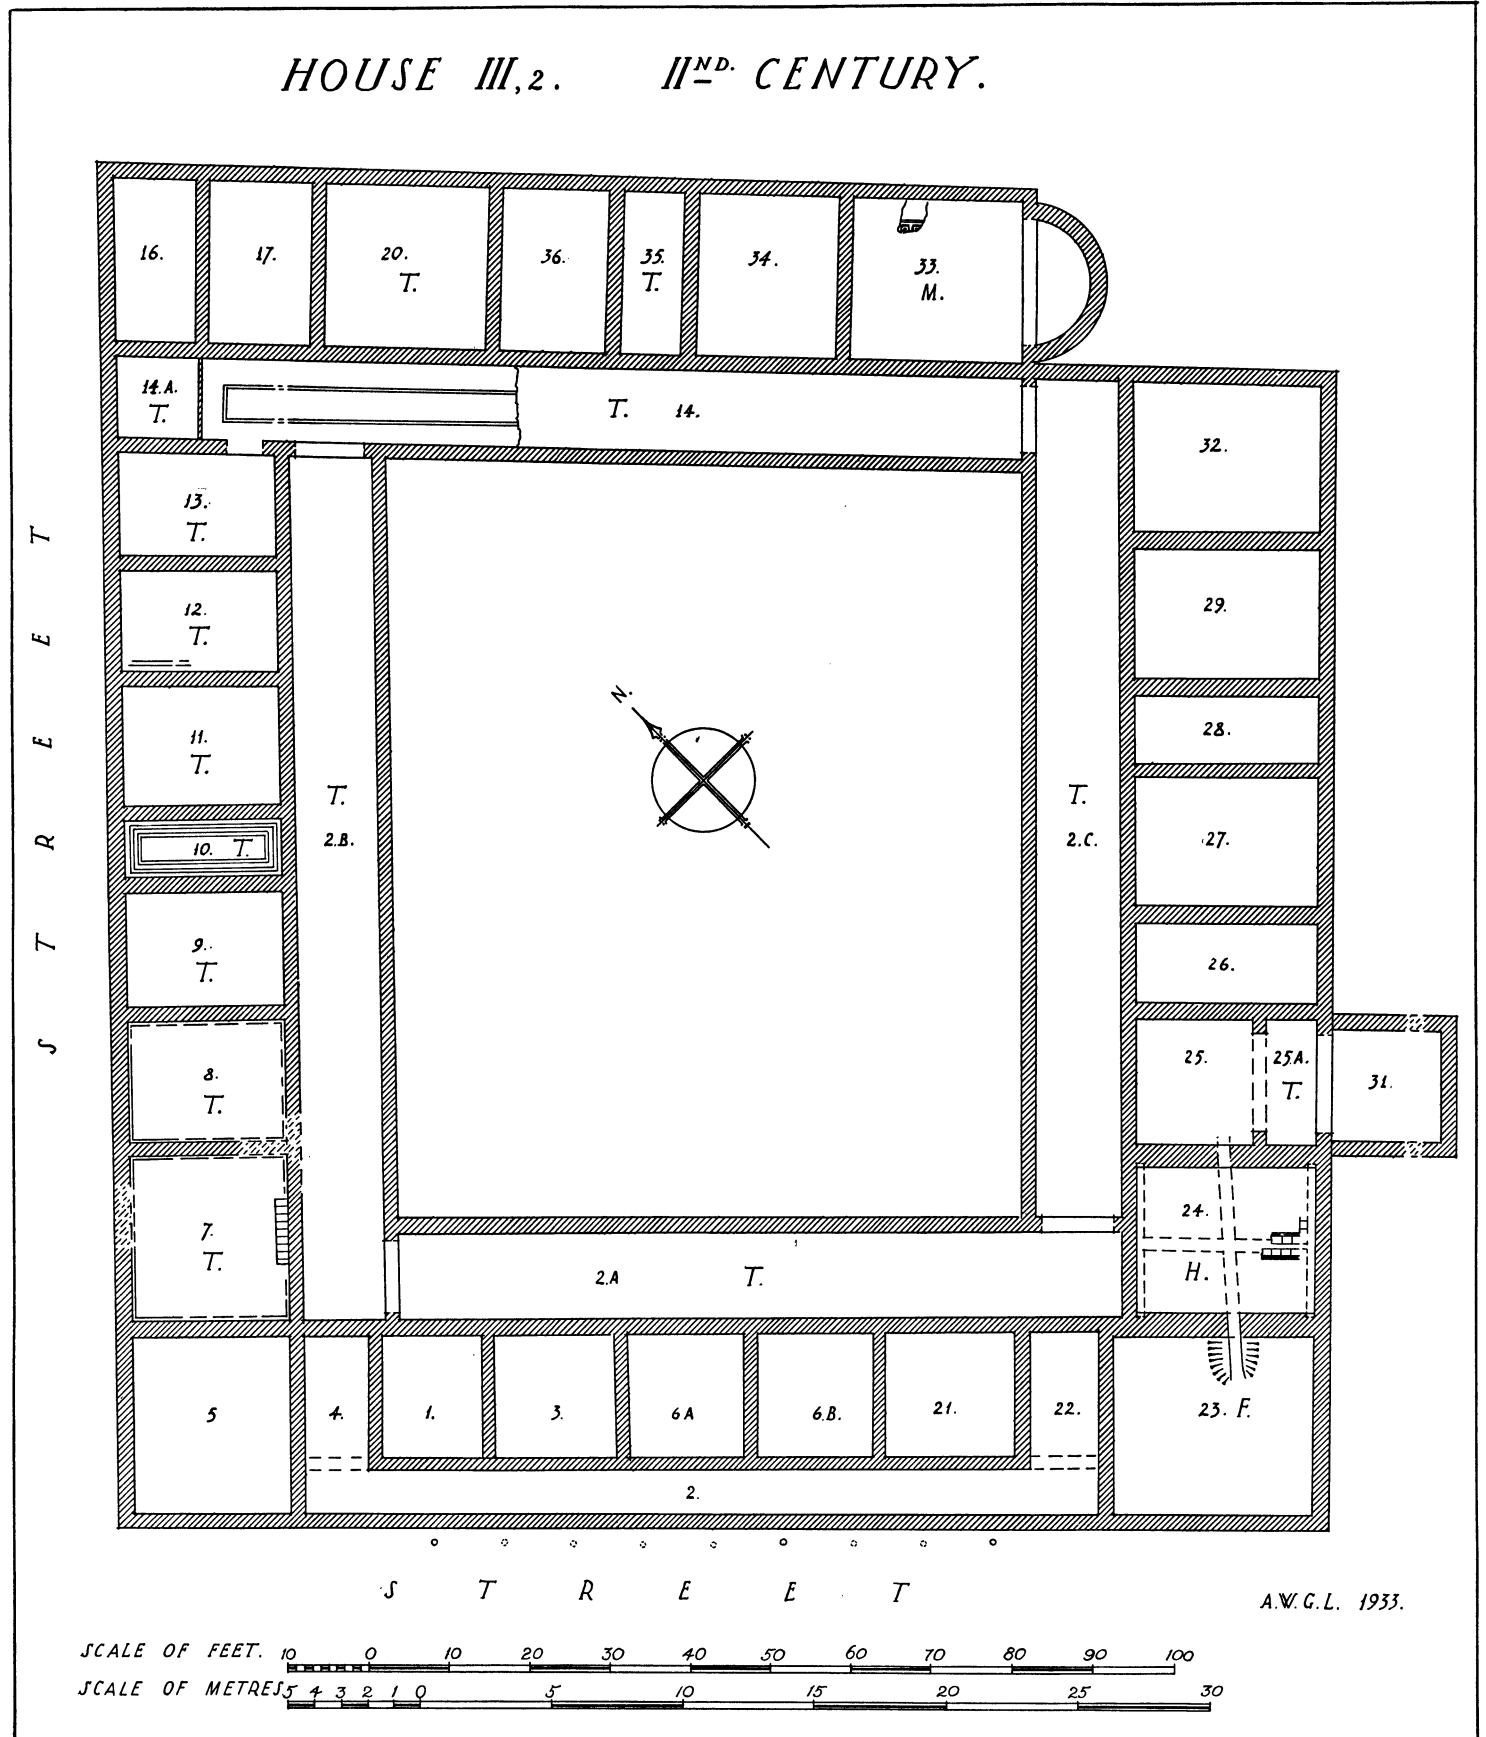 HOUSE III,2. IIND. CENTURY.
16.
17.
20.
T.
36.
35.
T.
34.
33.
M.
14.A.
T.
T. 14.
32.
13.
T.
12.
T.
29.
11.
T.
28.
N.
T.
2.B.
T.
2.C.
27.
10. T.
9.
T.
26.
8.
T.
25.
25.A.
T.
31.
7.
T.
24.
H.
2.A T.
5
4.
1.
3.
6A
6.B.
21.
22.
23. F.
2.
STREET
STREET
A.W.G.L. 1933.
SCALE OF FEET. 10 0 10 20 30 40 50 60 70 80 90 100
SCALE OF METRES 5 4 3 2 1 0 5 10 15 20 25 30